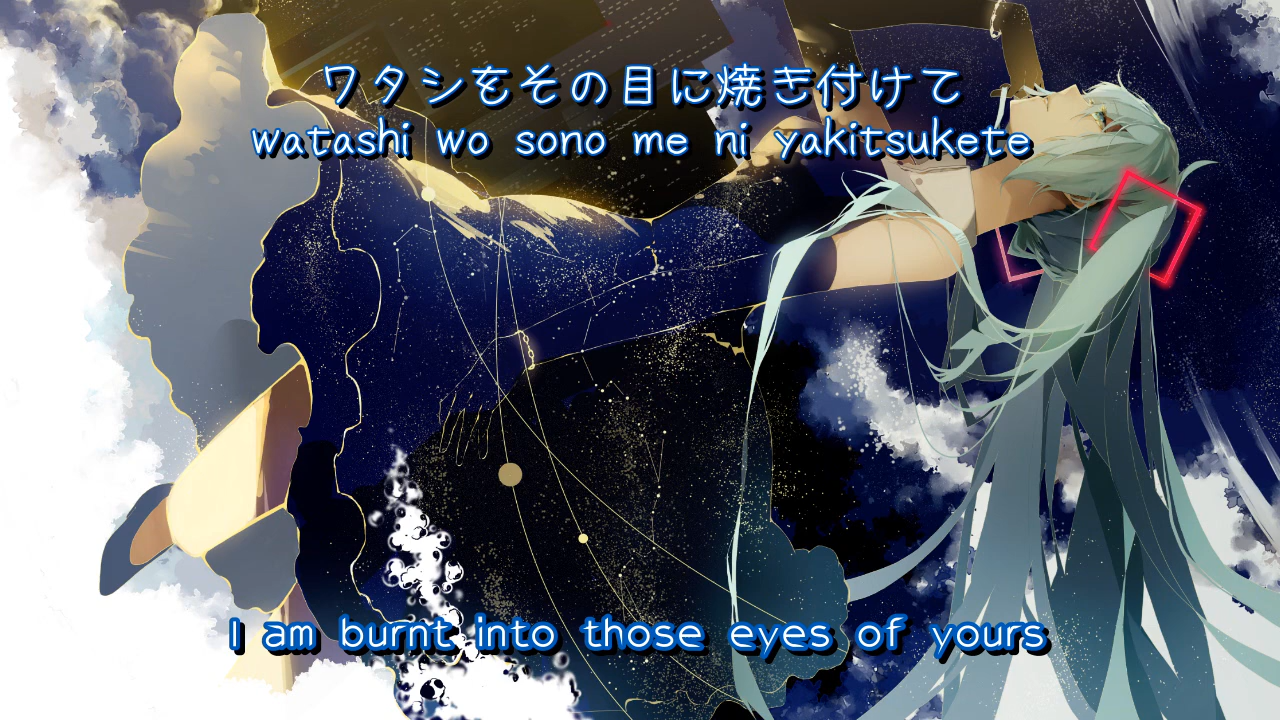 ワタシをその目に焼き付けて
watashi wo sono me ni yakitsukete
I am burnt into those eyes of yours